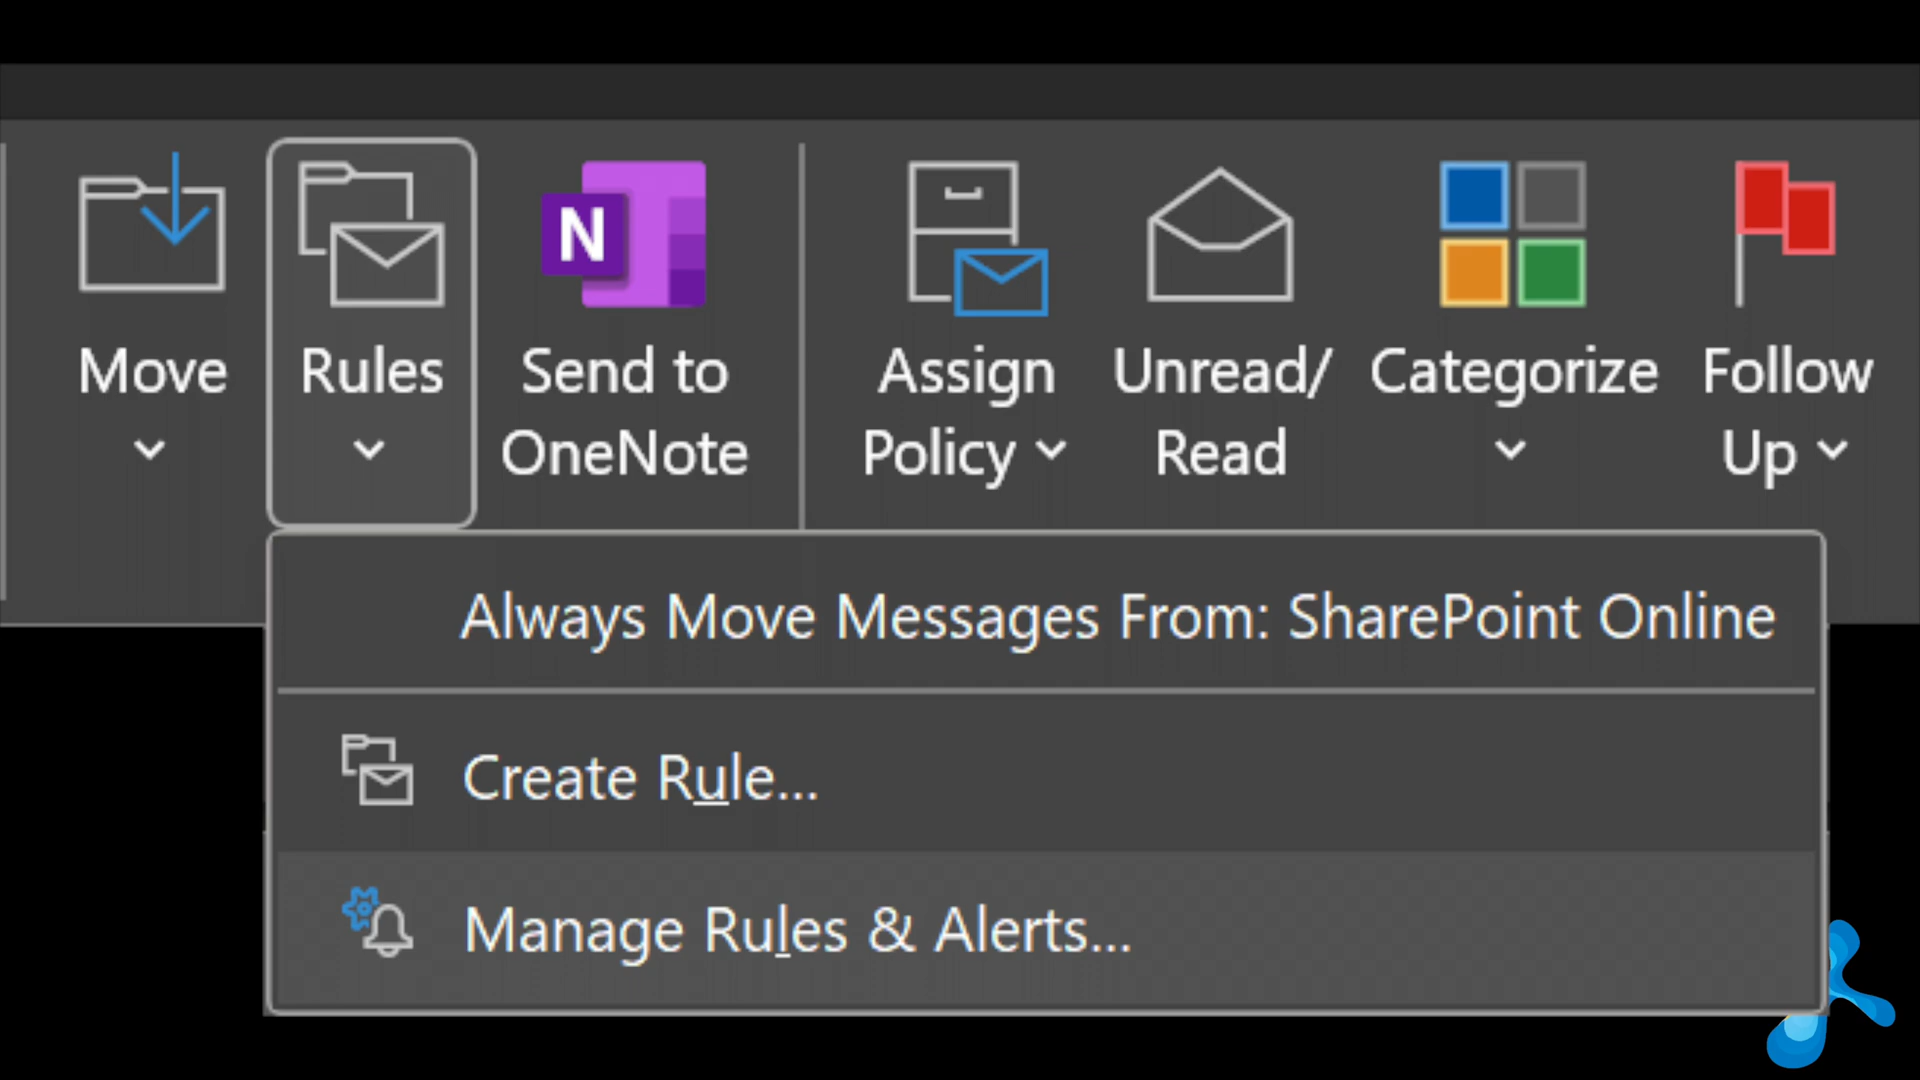 Move
Rules
N
Send to
OneNote
Assign
Policy
Unread/
Read
Categorize
Follow
Up
Always Move Messages From: SharePoint Online
Create Rule...
Manage Rules & Alerts...